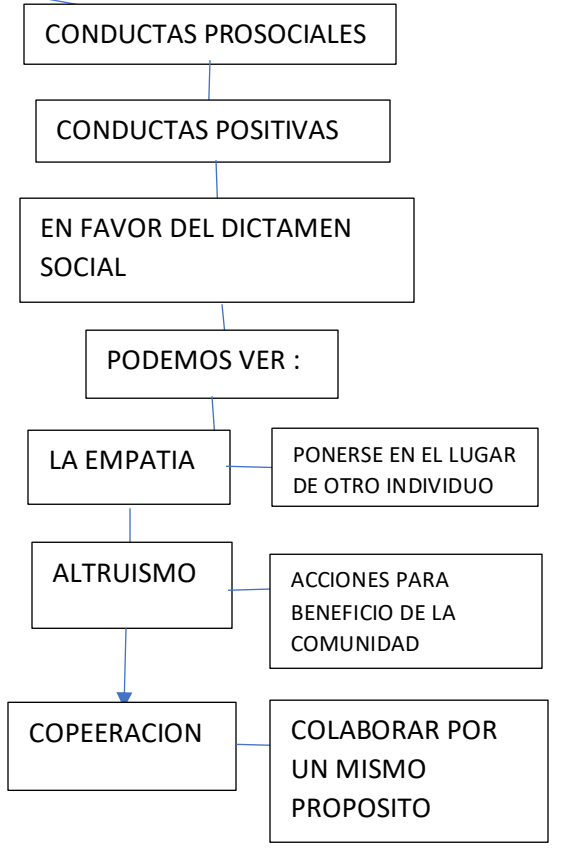 CONDUCTAS PROSOCIALES
CONDUCTAS POSITIVAS
EN FAVOR DEL DICTAMEN
SOCIAL
PODEMOS VER :
LA EMPATIA
PONERSE EN EL LUGAR
DE OTRO INDIVIDUO
ALTRUISMO
ACCIONES PARA
BENEFICIO DE LA
COMUNIDAD
COPEERACION
COLABORAR POR
UN MISMO
PROPOSITO